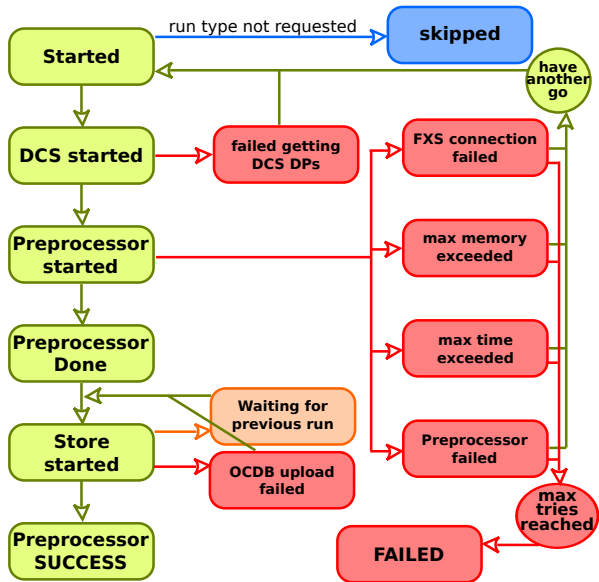 run type not requested
skipped
Started
have
another
go
DCS started
failed getting
DCS DPs
FXS connection
failed
Preprocessor
started
max memory
exceeded
Preprocessor
Done
max time
exceeded
Waiting for
previous run
Store
started
Preprocessor
failed
OCDB upload
failed
max
tries
reached
Preprocessor
SUCCESS
FAILED